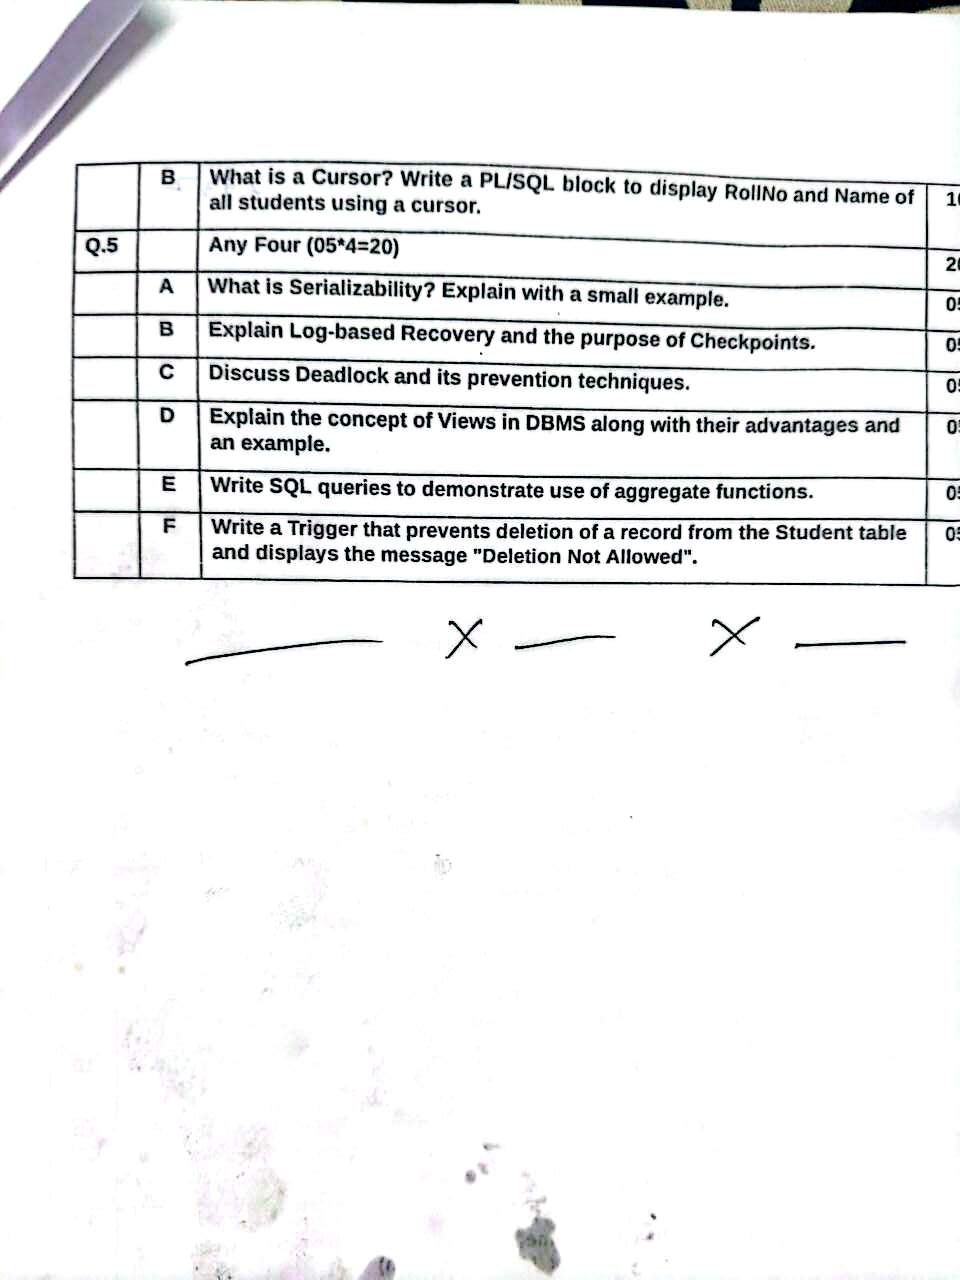 B What is a Cursor? Write a PL/SQL block to display RollNo and Name of
all students using a cursor.
Q.5 Any Four (05*4=20)
A What is Serializability? Explain with a small example.
B Explain Log-based Recovery and the purpose of Checkpoints.
C Discuss Deadlock and its prevention techniques.
D Explain the concept of Views in DBMS along with their advantages and
an example.
E Write SQL queries to demonstrate use of aggregate functions.
F Write a Trigger that prevents deletion of a record from the Student table
and displays the message "Deletion Not Allowed".
— X — X —